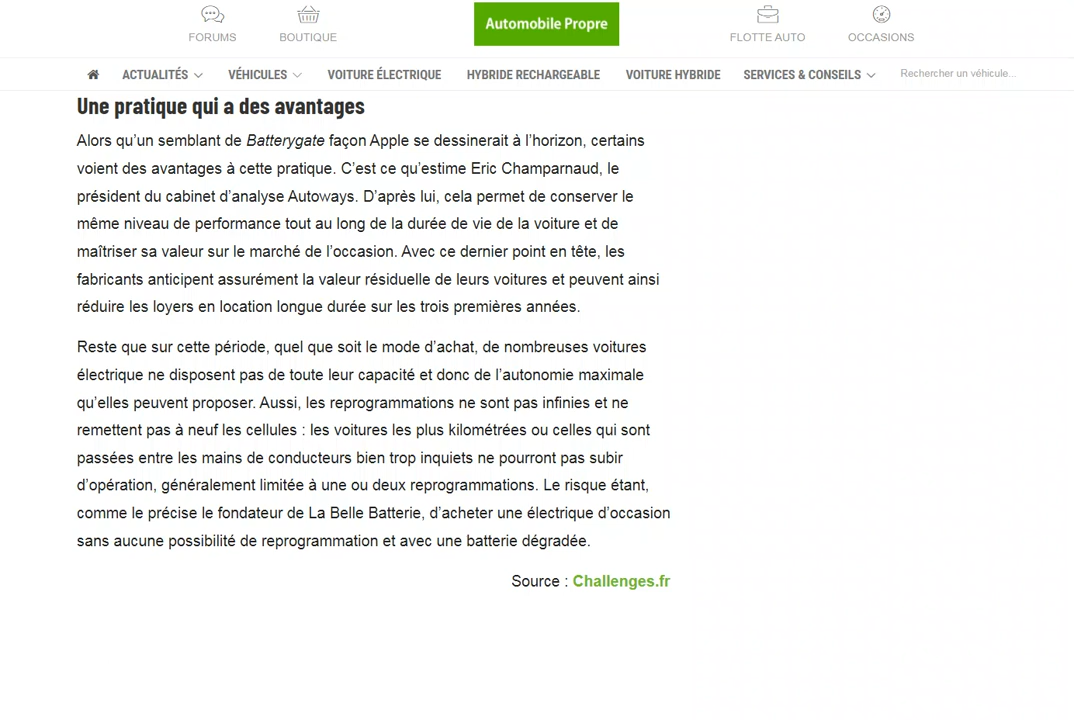 FORUMS
BOUTIQUE
Automobile Propre
FLOTTE AUTO
OCCASIONS
ACTUALITÉS
VÉHICULES
VOITURE ÉLECTRIQUE
HYBRIDE RECHARGEABLE
VOITURE HYBRIDE
SERVICES & CONSEILS
Rechercher un véhicule...
Une pratique qui a des avantages
Alors qu’un semblant de Batterygate façon Apple se dessinerait à l’horizon, certains
voient des avantages à cette pratique. C’est ce qu’estime Eric Champarnaud, le
président du cabinet d’analyse Autoways. D’après lui, cela permet de conserver le
même niveau de performance tout au long de la durée de vie de la voiture et de
maîtriser sa valeur sur le marché de l’occasion. Avec ce dernier point en tête, les
fabricants anticipent assurément la valeur résiduelle de leurs voitures et peuvent ainsi
réduire les loyers en location longue durée sur les trois premières années.
Reste que sur cette période, quel que soit le mode d’achat, de nombreuses voitures
électrique ne disposent pas de toute leur capacité et donc de l’autonomie maximale
qu’elles peuvent proposer. Aussi, les reprogrammations ne sont pas infinies et ne
remettent pas à neuf les cellules : les voitures les plus kilométrées ou celles qui sont
passées entre les mains de conducteurs bien trop inquiets ne pourront pas subir
d’opération, généralement limitée à une ou deux reprogrammations. Le risque étant,
comme le précise le fondateur de La Belle Batterie, d’acheter une électrique d’occasion
sans aucune possibilité de reprogrammation et avec une batterie dégradée.
Source : Challenges.fr